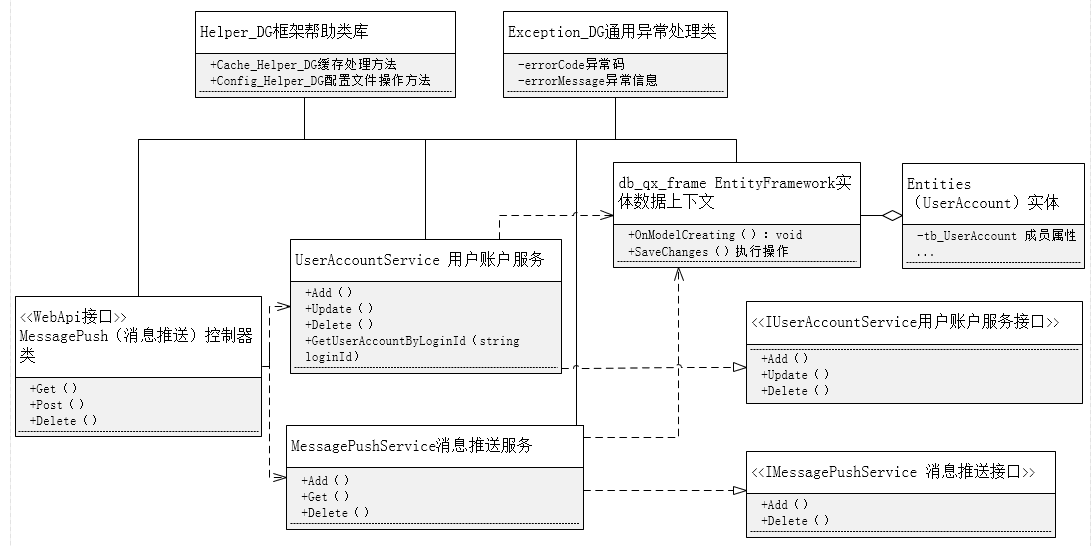 Helper_DG框架帮助类库
+Cache_Helper_DG缓存处理方法
+Config_Helper_DG配置文件操作方法
Exception_DG通用异常处理类
-errorCode异常码
-errorMessage异常信息
db_qx_frame EntityFramework实
体数据上下文
+OnModelCreating（）：void
+SaveChanges（）执行操作
Entities
（UserAccount）实体
-tb_UserAccount 成员属性
...
UserAccountService 用户账户服务
+Add（）
+Update（）
+Delete（）
+GetUserAccountByLoginId（string
loginId）
<<WebApi接口>>
MessagePush（消息推送）控制器
类
+Get（）
+Post（）
+Delete（）
<<IUserAccountService用户账户服务接口>>
+Add（）
+Update（）
+Delete（）
MessagePushService消息推送服务
+Add（）
+Get（）
+Delete（）
<<IMessagePushService 消息推送接口>>
+Add（）
+Delete（）